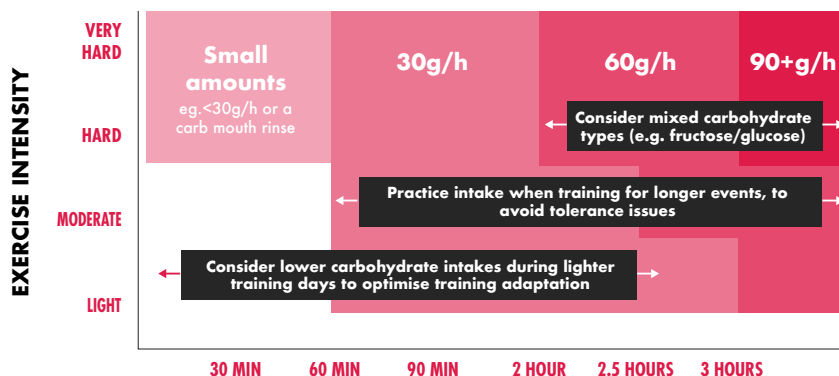 EXERCISE INTENSITY
VERY
HARD
HARD
MODERATE
LIGHT
Small
amounts
eg.<30g/h or a
carb mouth rinse
30g/h
60g/h
90+g/h
Consider mixed carbohydrate
types (e.g. fructose/glucose)
Practice intake when training for longer events, to
avoid tolerance issues
Consider lower carbohydrate intakes during lighter
training days to optimise training adaptation
30 MIN
60 MIN
90 MIN
2 HOUR
2.5 HOURS
3 HOURS